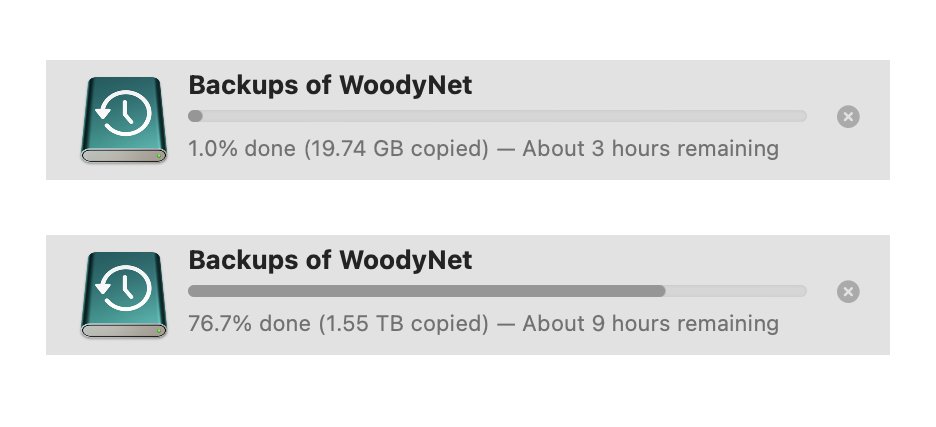 Backups of WoodyNet
1.0% done (19.74 GB copied) — About 3 hours remaining
Backups of WoodyNet
76.7% done (1.55 TB copied) — About 9 hours remaining